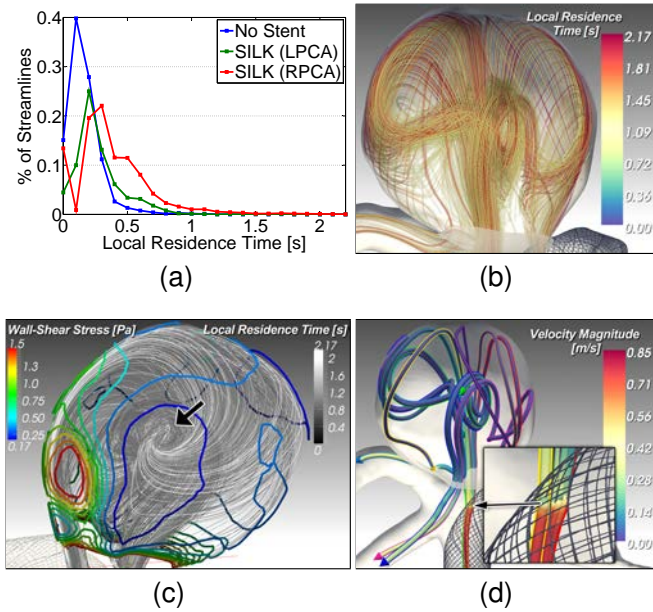 0.4
0.3
0.2
0.1
0
% of Streamlines
No Stent
SILK (LPCA)
SILK (RPCA)
0 0.5 1 1.5 2
Local Residence Time [s]
(a)
Local Residence
Time [s]
2.17
1.81
1.45
1.09
0.72
0.36
0.00
(b)
Wall-Shear Stress [Pa]
1.5
1.3
1.0
0.75
0.50
0.25
0.17
Local Residence Time [s]
2.17
2
1.6
1.2
0.8
0.4
0
(c)
Velocity Magnitude
[m/s]
0.85
0.71
0.56
0.42
0.28
0.14
0.00
(d)